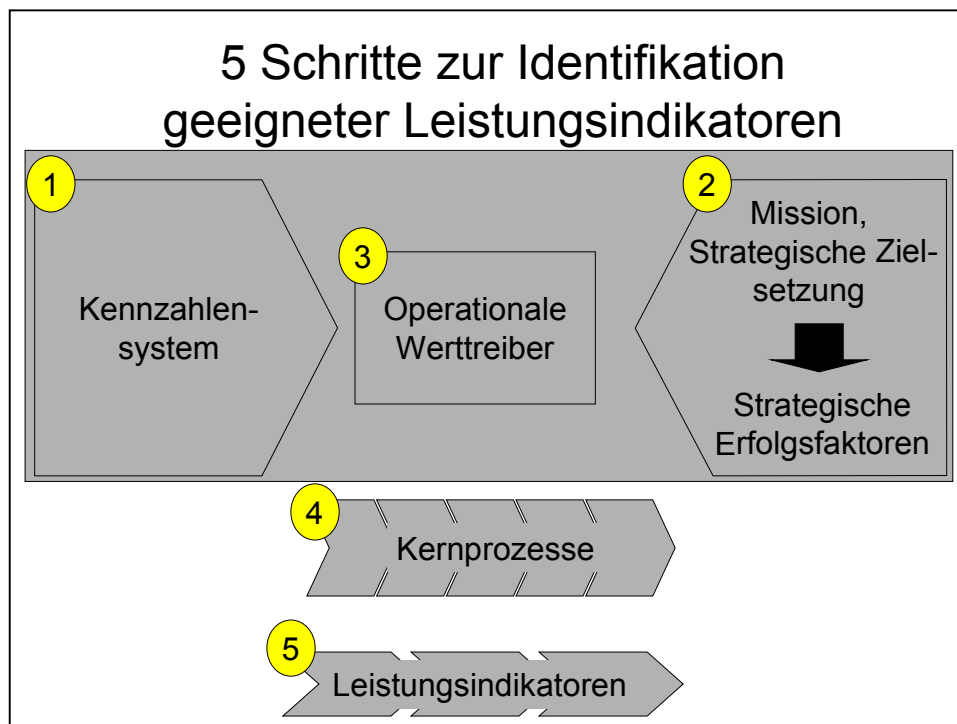 5 Schritte zur Identifikation
geeigneter Leistungsindikatoren
1
Kennzahlen-
system
3
Operationale
Werttreiber
2
Mission,
Strategische Ziel-
setzung
Strategische
Erfolgsfaktoren
4
Kernprozesse
5
Leistungsindikatoren